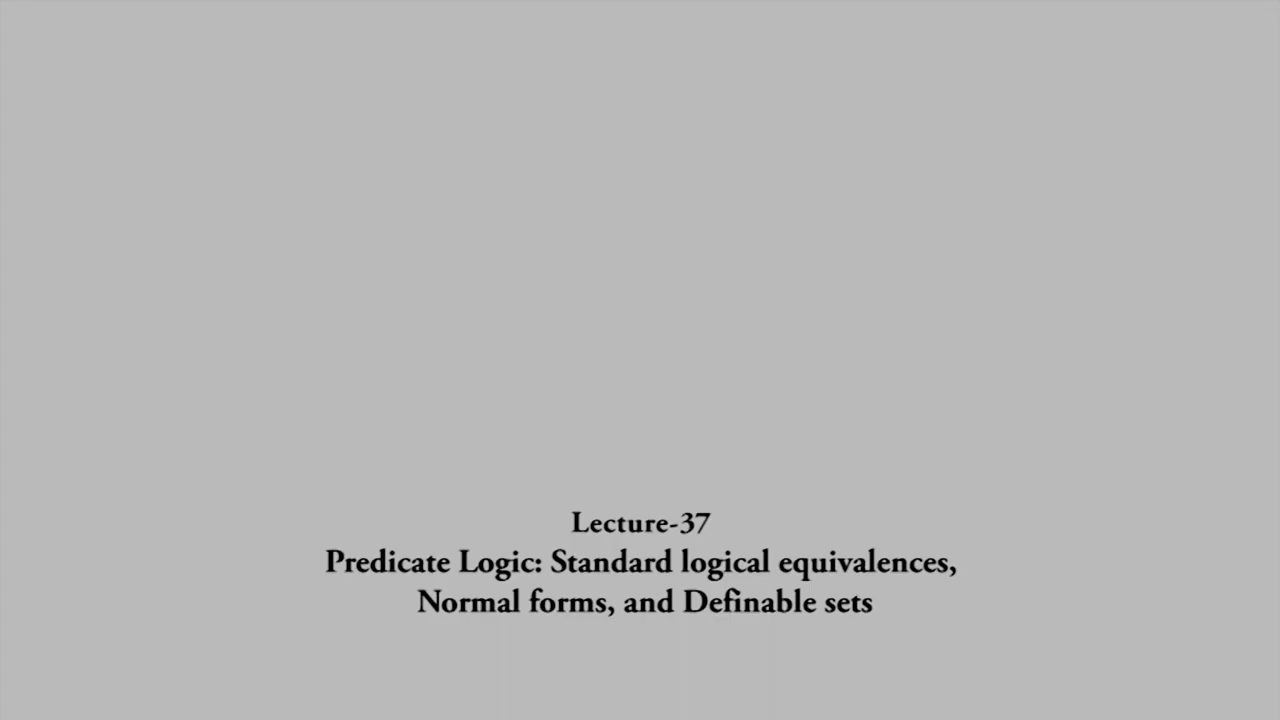 Lecture-37
Predicate Logic: Standard logical equivalences,
Normal forms, and Definable sets